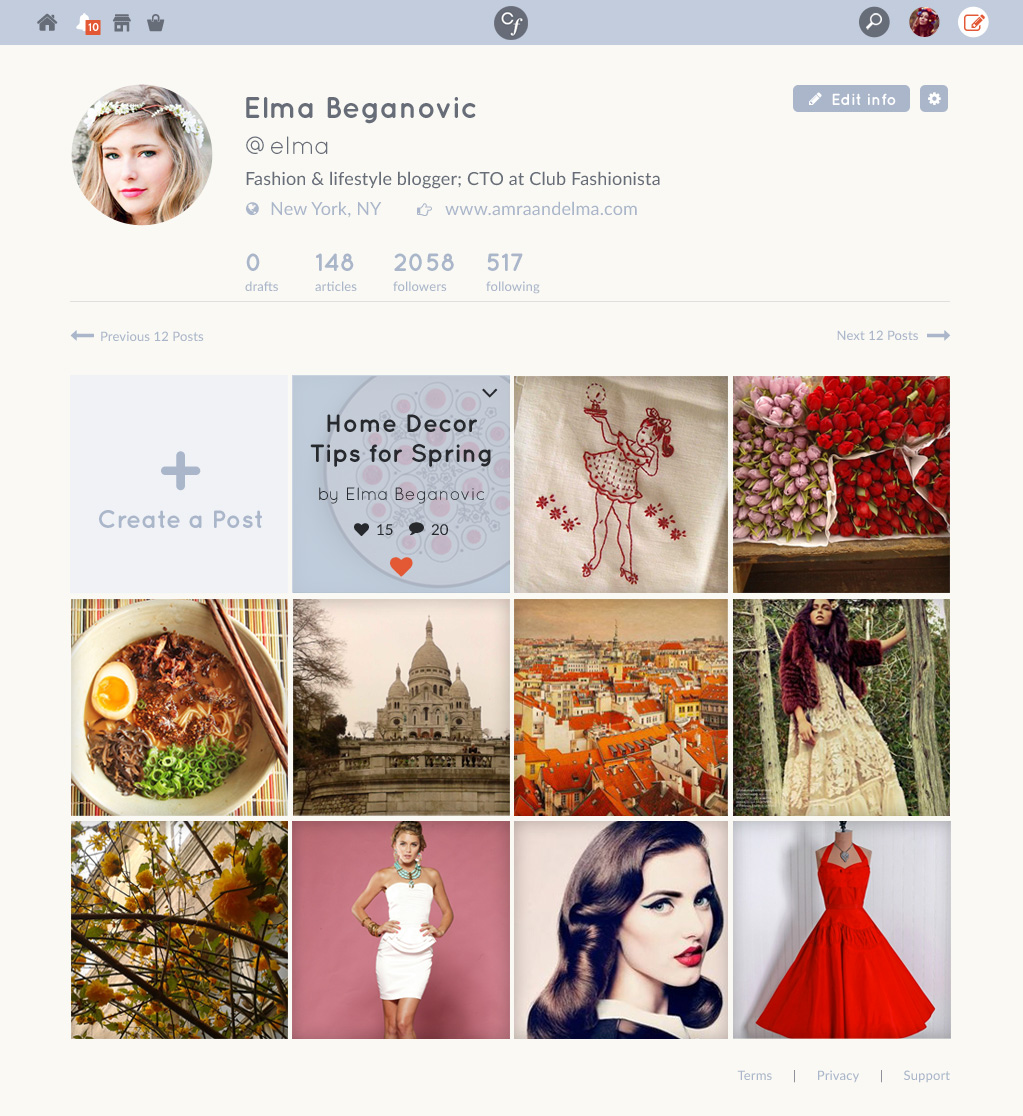 10
Cf
Elma Beganovic
Edit info
@elma
Fashion & lifestyle blogger; CTO at Club Fashionista
New York, NY www.amraandelma.com
0 148 2058 517
drafts articles followers following
Previous 12 Posts Next 12 Posts
Home Decor
Tips for Spring
by Elma Beganovic
15 20
Create a Post
Terms | Privacy | Support